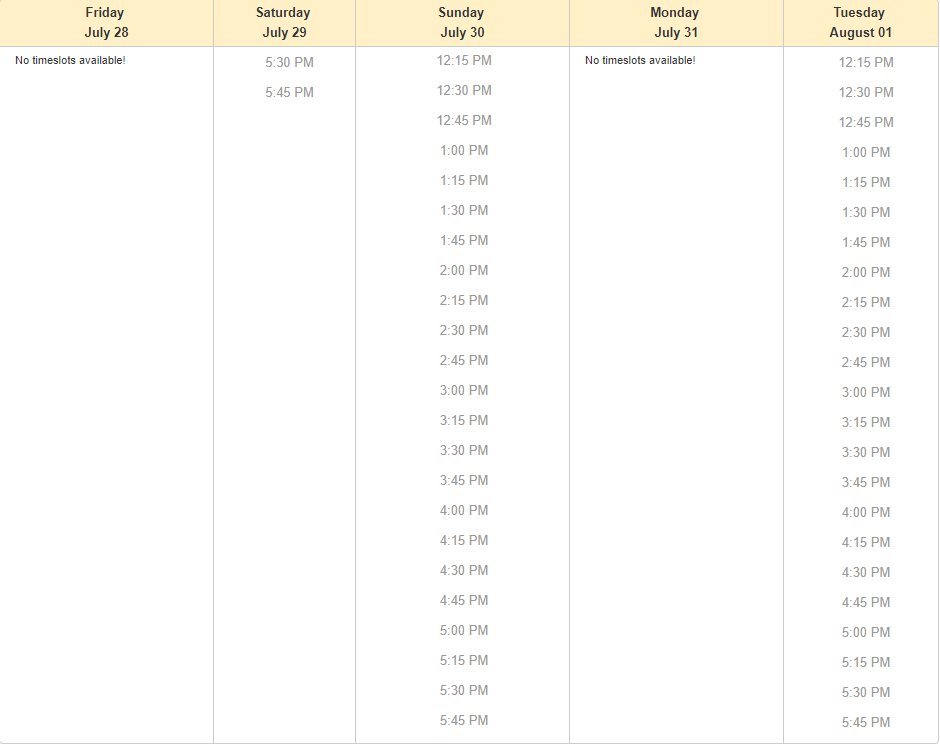 Friday
July 28
No timeslots available!
Saturday
July 29
5:30 PM
5:45 PM
Sunday
July 30
12:15 PM
12:30 PM
12:45 PM
1:00 PM
1:15 PM
1:30 PM
1:45 PM
2:00 PM
2:15 PM
2:30 PM
2:45 PM
3:00 PM
3:15 PM
3:30 PM
3:45 PM
4:00 PM
4:15 PM
4:30 PM
4:45 PM
5:00 PM
5:15 PM
5:30 PM
5:45 PM
Monday
July 31
No timeslots available!
Tuesday
August 01
12:15 PM
12:30 PM
12:45 PM
1:00 PM
1:15 PM
1:30 PM
1:45 PM
2:00 PM
2:15 PM
2:30 PM
2:45 PM
3:00 PM
3:15 PM
3:30 PM
3:45 PM
4:00 PM
4:15 PM
4:30 PM
4:45 PM
5:00 PM
5:15 PM
5:30 PM
5:45 PM